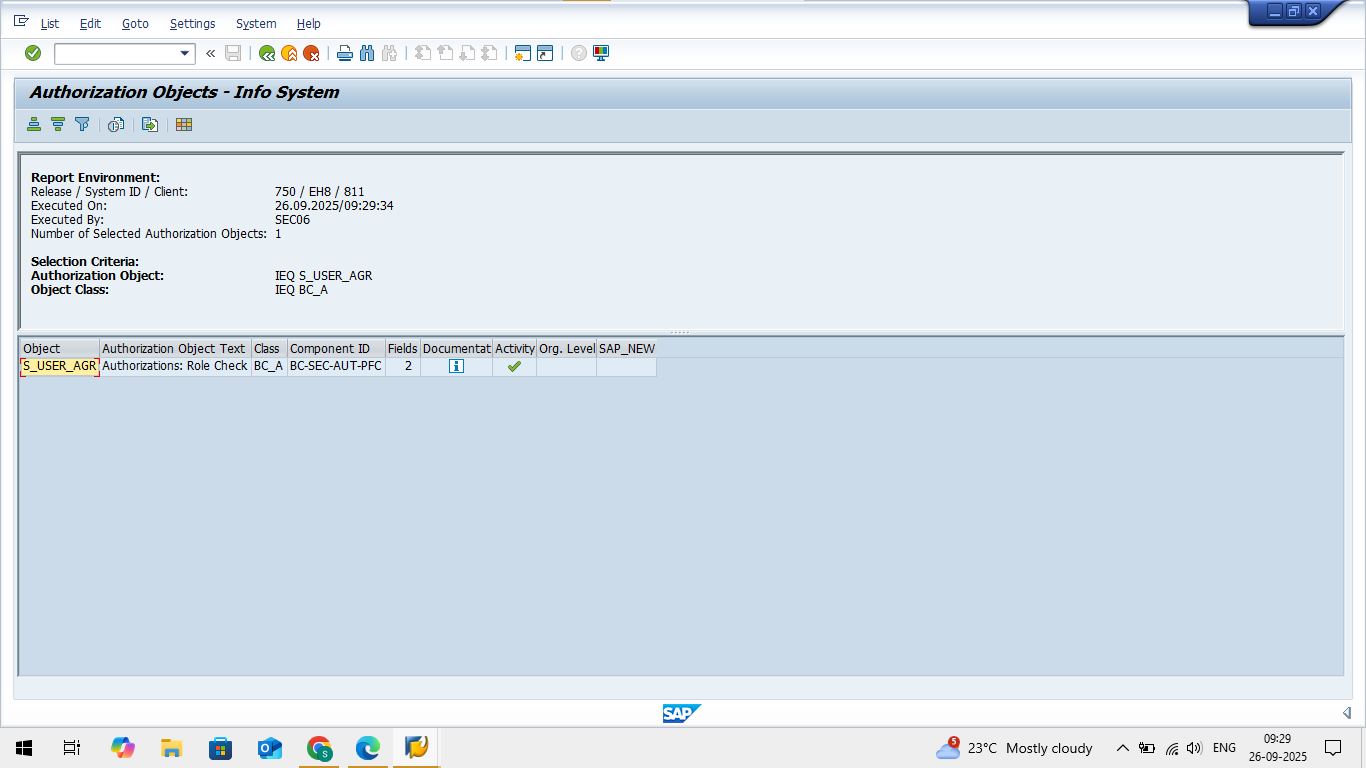 List Edit Goto Settings System Help
Authorization Objects - Info System
Report Environment:
Release / System ID / Client: 750 / EH8 / 811
Executed On: 26.09.2025/09:29:34
Executed By: SEC06
Number of Selected Authorization Objects: 1
Selection Criteria:
Authorization Object: IEQ S_USER_AGR
Object Class: IEQ BC_A
Object Authorization Object Text Class Component ID Fields Documentat Activity Org. Level SAP_NEW
S_USER_AGR Authorizations: Role Check BC_A BC-SEC-AUT-PFC 2
SAP
5
23°C Mostly cloudy ENG 09:29
26-09-2025